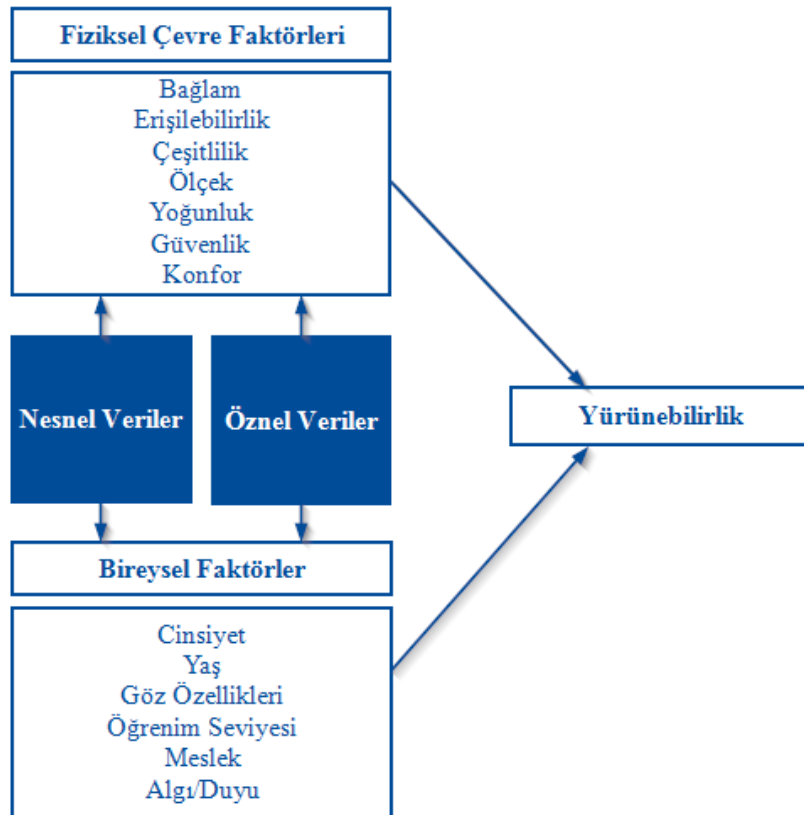 Fiziksel Çevre Faktörleri
Bağlam
Erişilebilirlik
Çeşitlilik
Ölçek
Yoğunluk
Güvenlik
Konfor
Nesnel Veriler
Öznel Veriler
Yürünebilirlik
Bireysel Faktörler
Cinsiyet
Yaş
Göz Özellikleri
Öğrenim Seviyesi
Meslek
Algı/Duyu